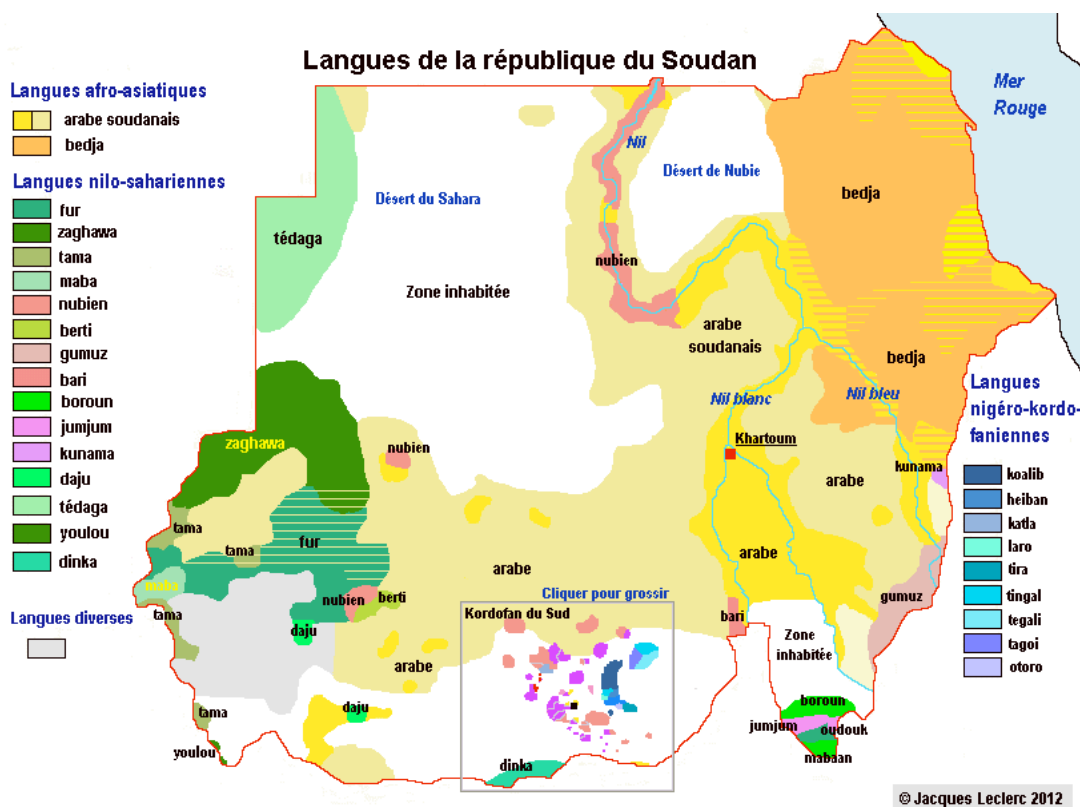 Langues de la république du Soudan
Langues afro-asiatiques
arabe soudanais
bedja
Langues nilo-sahariennes
fur
zaghawa
tama
maba
nubien
berti
gumuz
bari
boroun
jumjum
kunama
daju
tédaga
youlou
dinka
Langues diverses
Mer
Rouge
Nil
Désert de Nubie
Désert du Sahara
bedja
tédaga
nubien
Zone inhabitée
arabe
soudanais
bedja
Nil blanc
Nil bleu
Langues
nigéro-kordo-
faniennes
koalib
heiban
katla
laro
tira
tingal
tegali
tagoi
otoro
zaghawa
nubien
Khartoum
kunama
arabe
tama
tama
fur
arabe
arabe
maba
nubien
berti
Cliquer pour grossir
gumuz
tama
Kordofan du Sud
bari
daju
Zone
inhabitée
arabe
tama
daju
boroun
jumjum
oudouk
youlou
dinka
mabaan
© Jacques Leclerc 2012